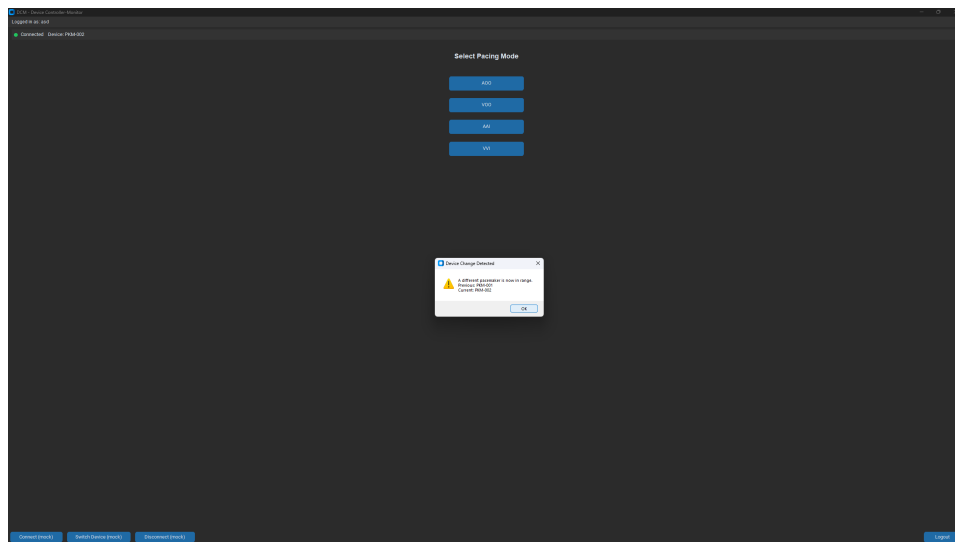 DCM - Device Controller-Monitor
Logged in as: asd
Connected Device: PKM-002
Select Pacing Mode
AOO
VOO
AAI
VVI
Device Change Detected
A different pacemaker is now in range.
Previous: PKM-001
Current: PKM-002
OK
Connect (mock) Switch Device (mock) Disconnect (mock) Logout